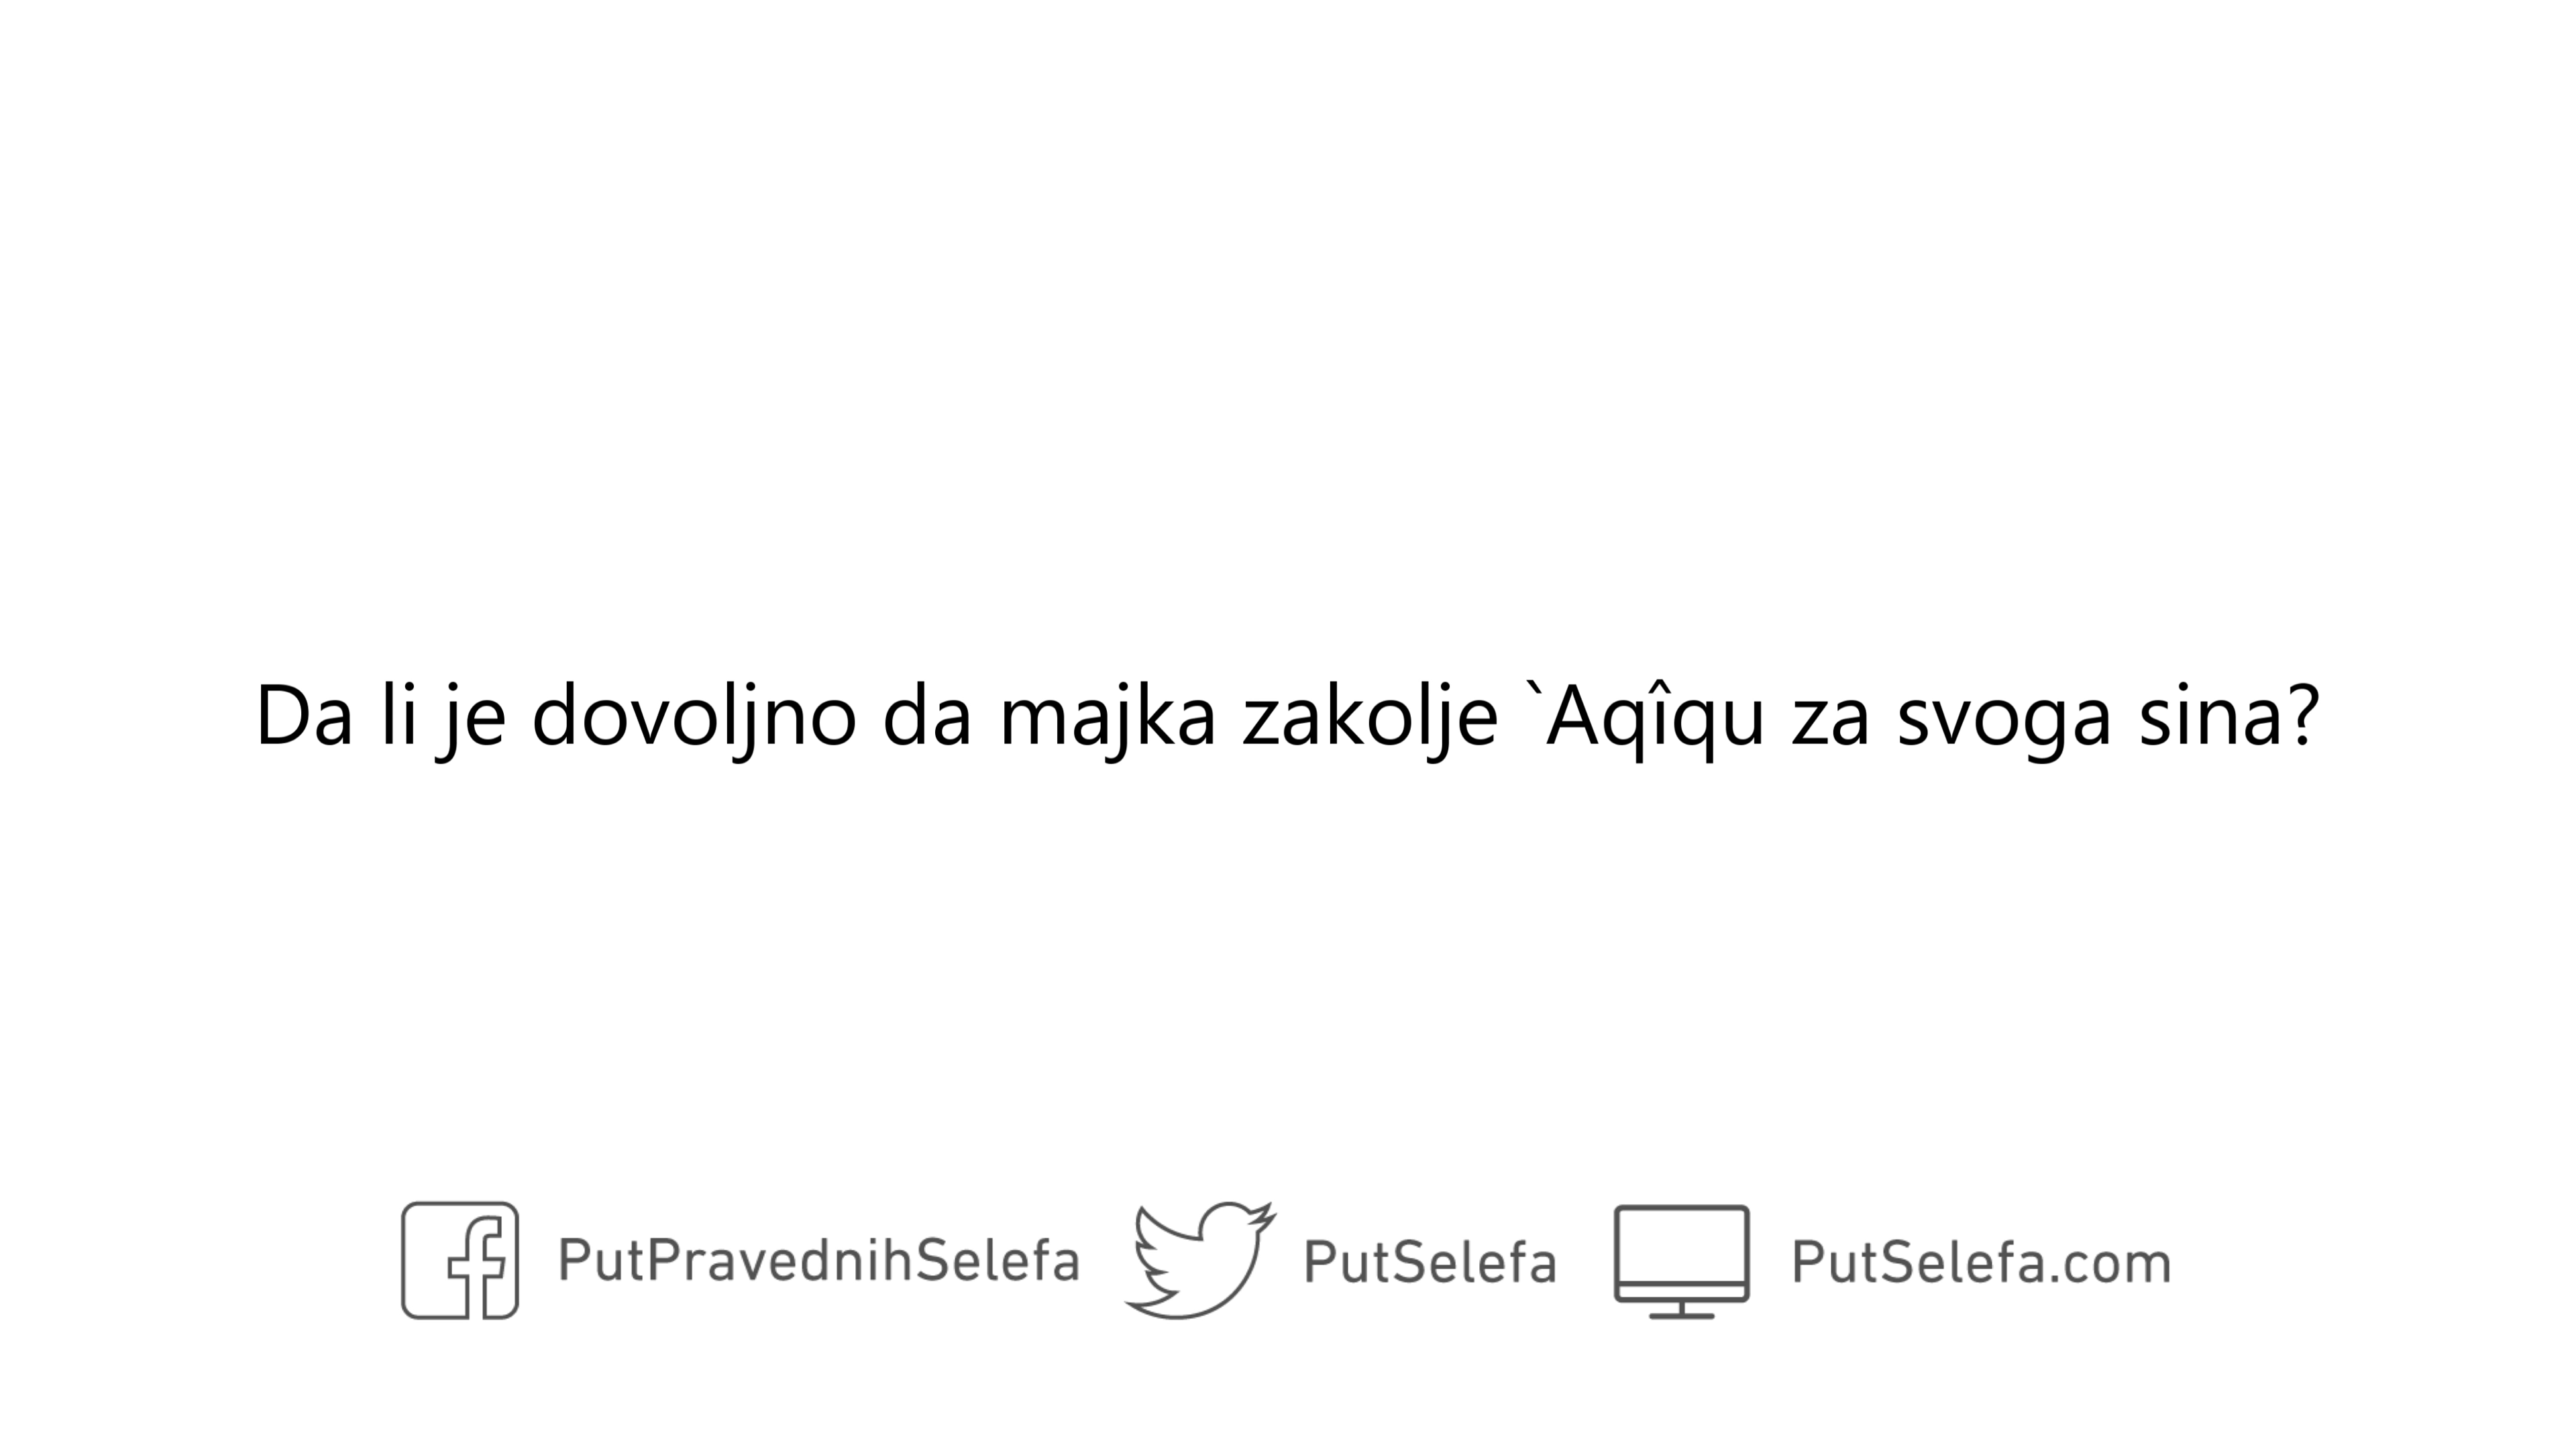 Da li je dovoljno da majka zakolje `Aqîqu za svoga sina?
PutPravednihSelefa PutSelefa PutSelefa.com